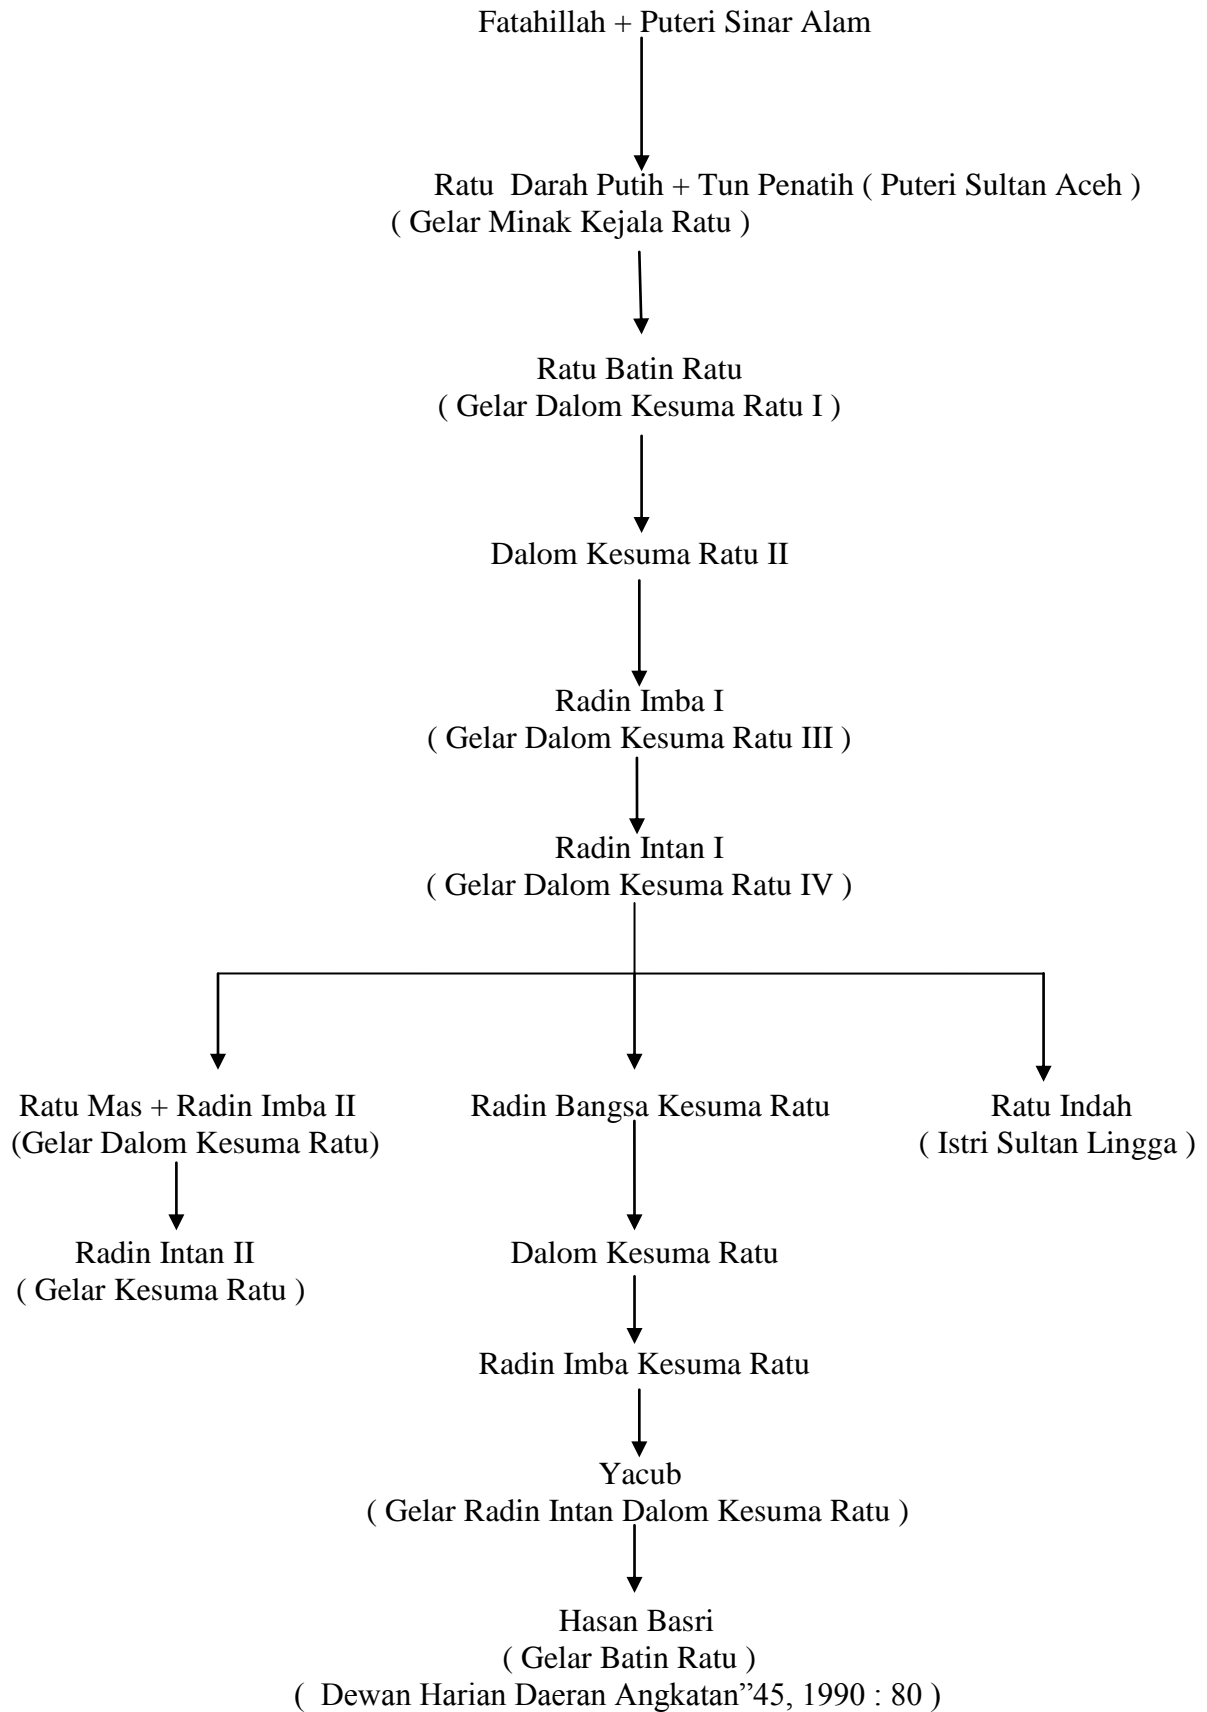 Fatahillah + Puteri Sinar Alam
Ratu Darah Putih + Tun Penatih ( Puteri Sultan Aceh )
( Gelar Minak Kejala Ratu )
Ratu Batin Ratu
( Gelar Dalom Kesuma Ratu I )
Dalom Kesuma Ratu II
Radin Imba I
( Gelar Dalom Kesuma Ratu III )
Radin Intan I
( Gelar Dalom Kesuma Ratu IV )
Ratu Mas + Radin Imba II
(Gelar Dalom Kesuma Ratu)
Radin Bangsa Kesuma Ratu
Ratu Indah
( Istri Sultan Lingga )
Radin Intan II
( Gelar Kesuma Ratu )
Dalom Kesuma Ratu
Radin Imba Kesuma Ratu
Yacub
( Gelar Radin Intan Dalom Kesuma Ratu )
Hasan Basri
( Gelar Batin Ratu )
( Dewan Harian Daeran Angkatan”45, 1990 : 80 )